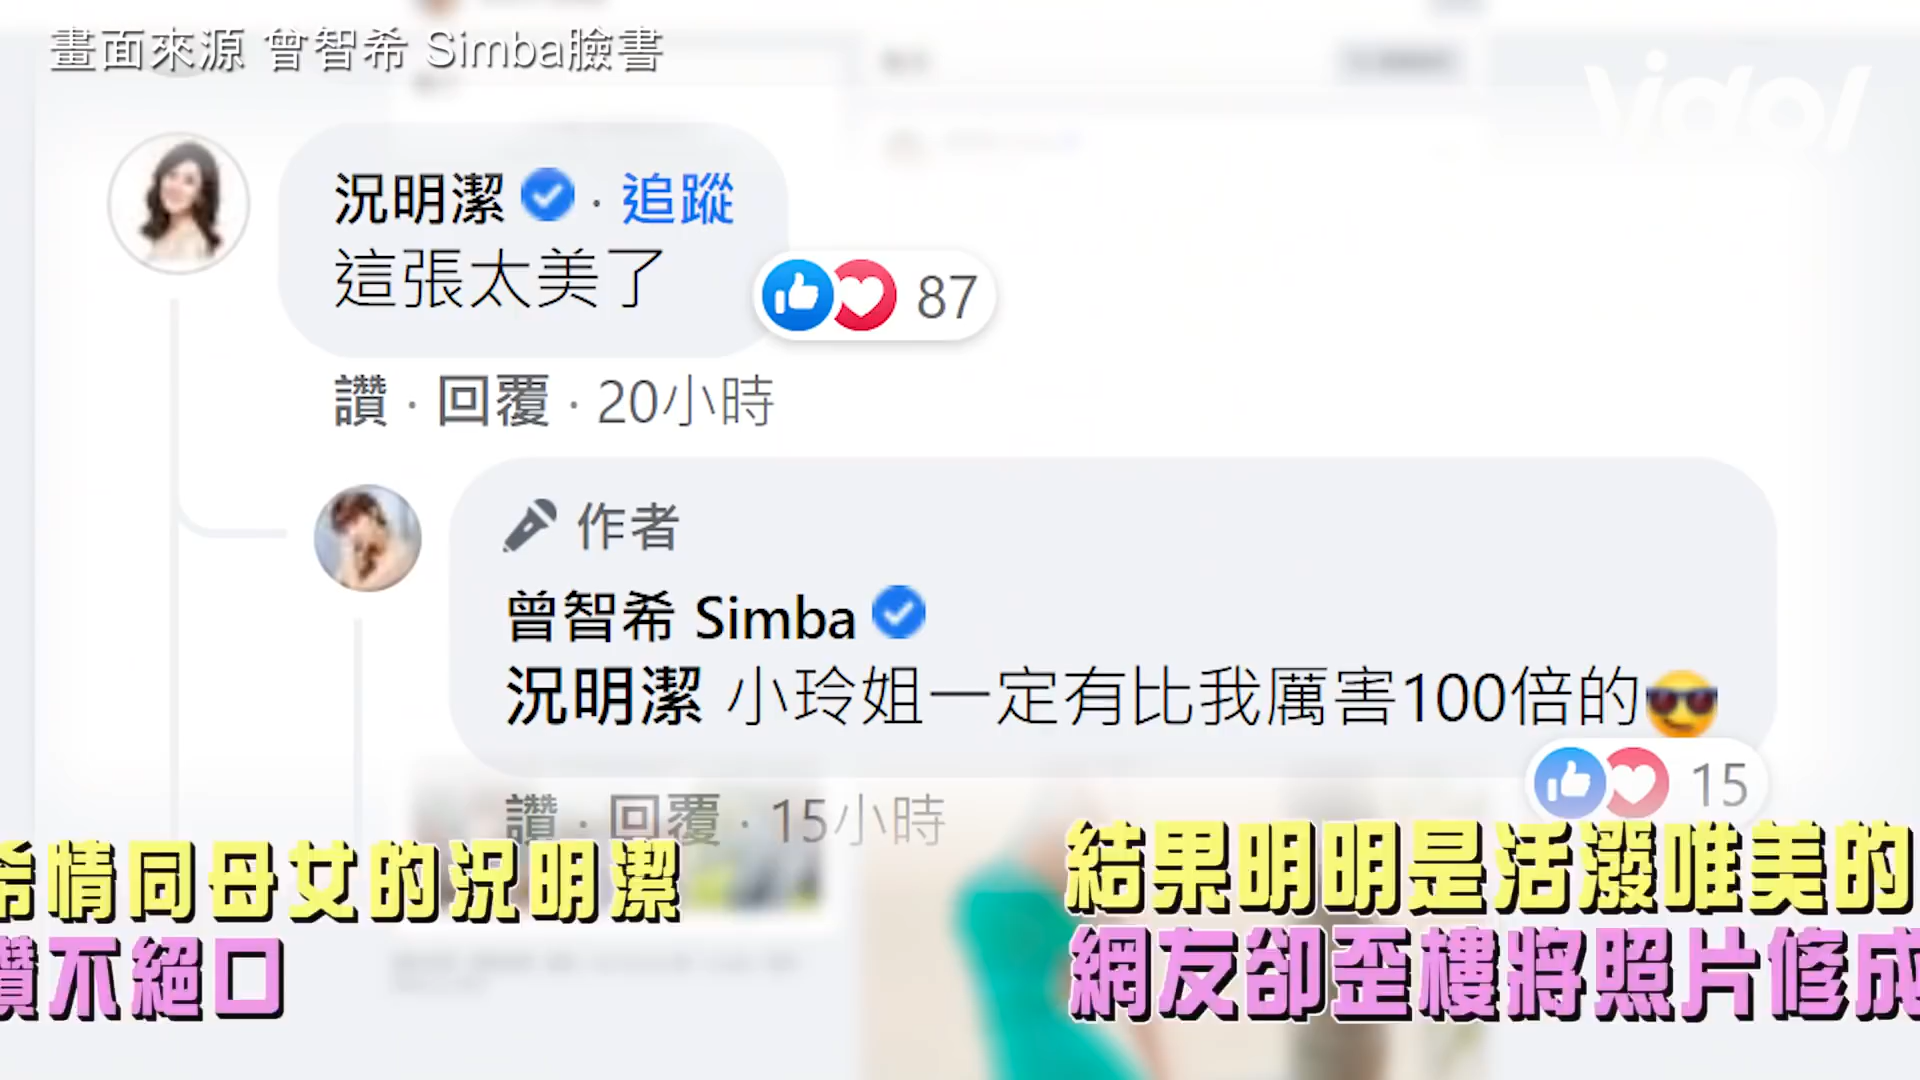 畫面來源 曾智希 Simba臉書
Vidol
況明潔 · 追蹤
這張太美了
87
讚 · 回覆 · 20小時
作者
曾智希 Simba
況明潔 小玲姐一定有比我厲害100倍的😎
15
讚 · 回覆 · 15小時
希情同母女的況明潔
讚不絕口
結果明明是活潑唯美的
網友卻歪樓將照片修成